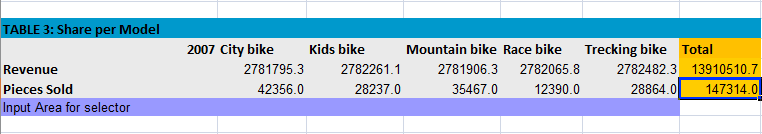 TABLE 3: Share per Model
2007 City bike Kids bike Mountain bike Race bike Trecking bike Total
Revenue 2781795.3 2782261.1 2781906.3 2782065.8 2782482.3 13910510.7
Pieces Sold 42356.0 28237.0 35467.0 12390.0 28864.0 147314.0
Input Area for selector